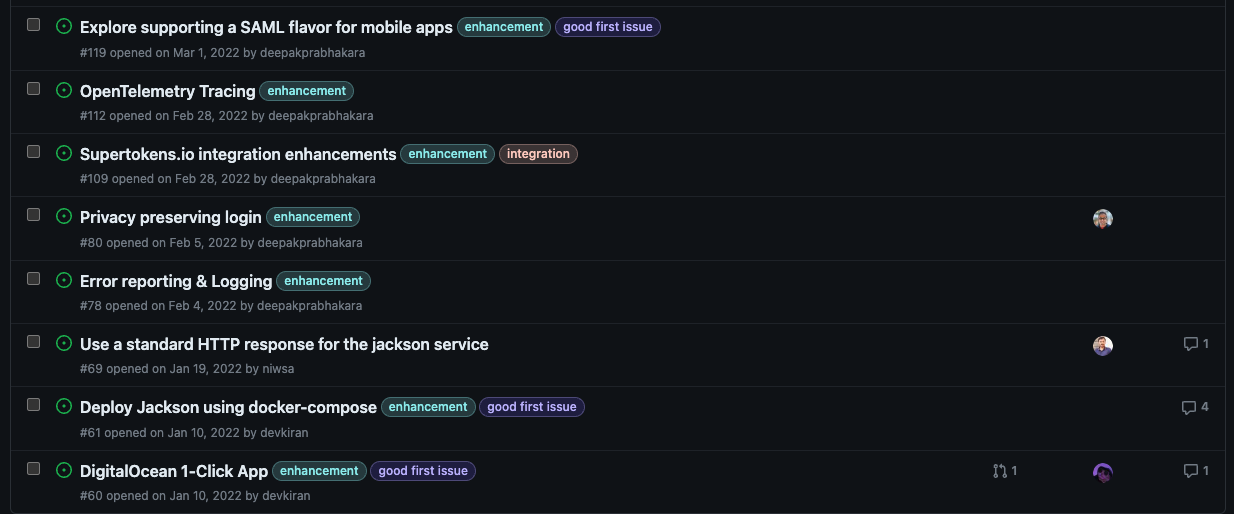 Explore supporting a SAML flavor for mobile apps enhancement good first issue
#119 opened on Mar 1, 2022 by deepakprabhakara
OpenTelemetry Tracing enhancement
#112 opened on Feb 28, 2022 by deepakprabhakara
Supertokens.io integration enhancements enhancement integration
#109 opened on Feb 28, 2022 by deepakprabhakara
Privacy preserving login enhancement
#80 opened on Feb 5, 2022 by deepakprabhakara
Error reporting & Logging enhancement
#78 opened on Feb 4, 2022 by deepakprabhakara
Use a standard HTTP response for the jackson service 1
#69 opened on Jan 19, 2022 by niwsa
Deploy Jackson using docker-compose enhancement good first issue 4
#61 opened on Jan 10, 2022 by devkiran
DigitalOcean 1-Click App enhancement good first issue 1 1
#60 opened on Jan 10, 2022 by devkiran